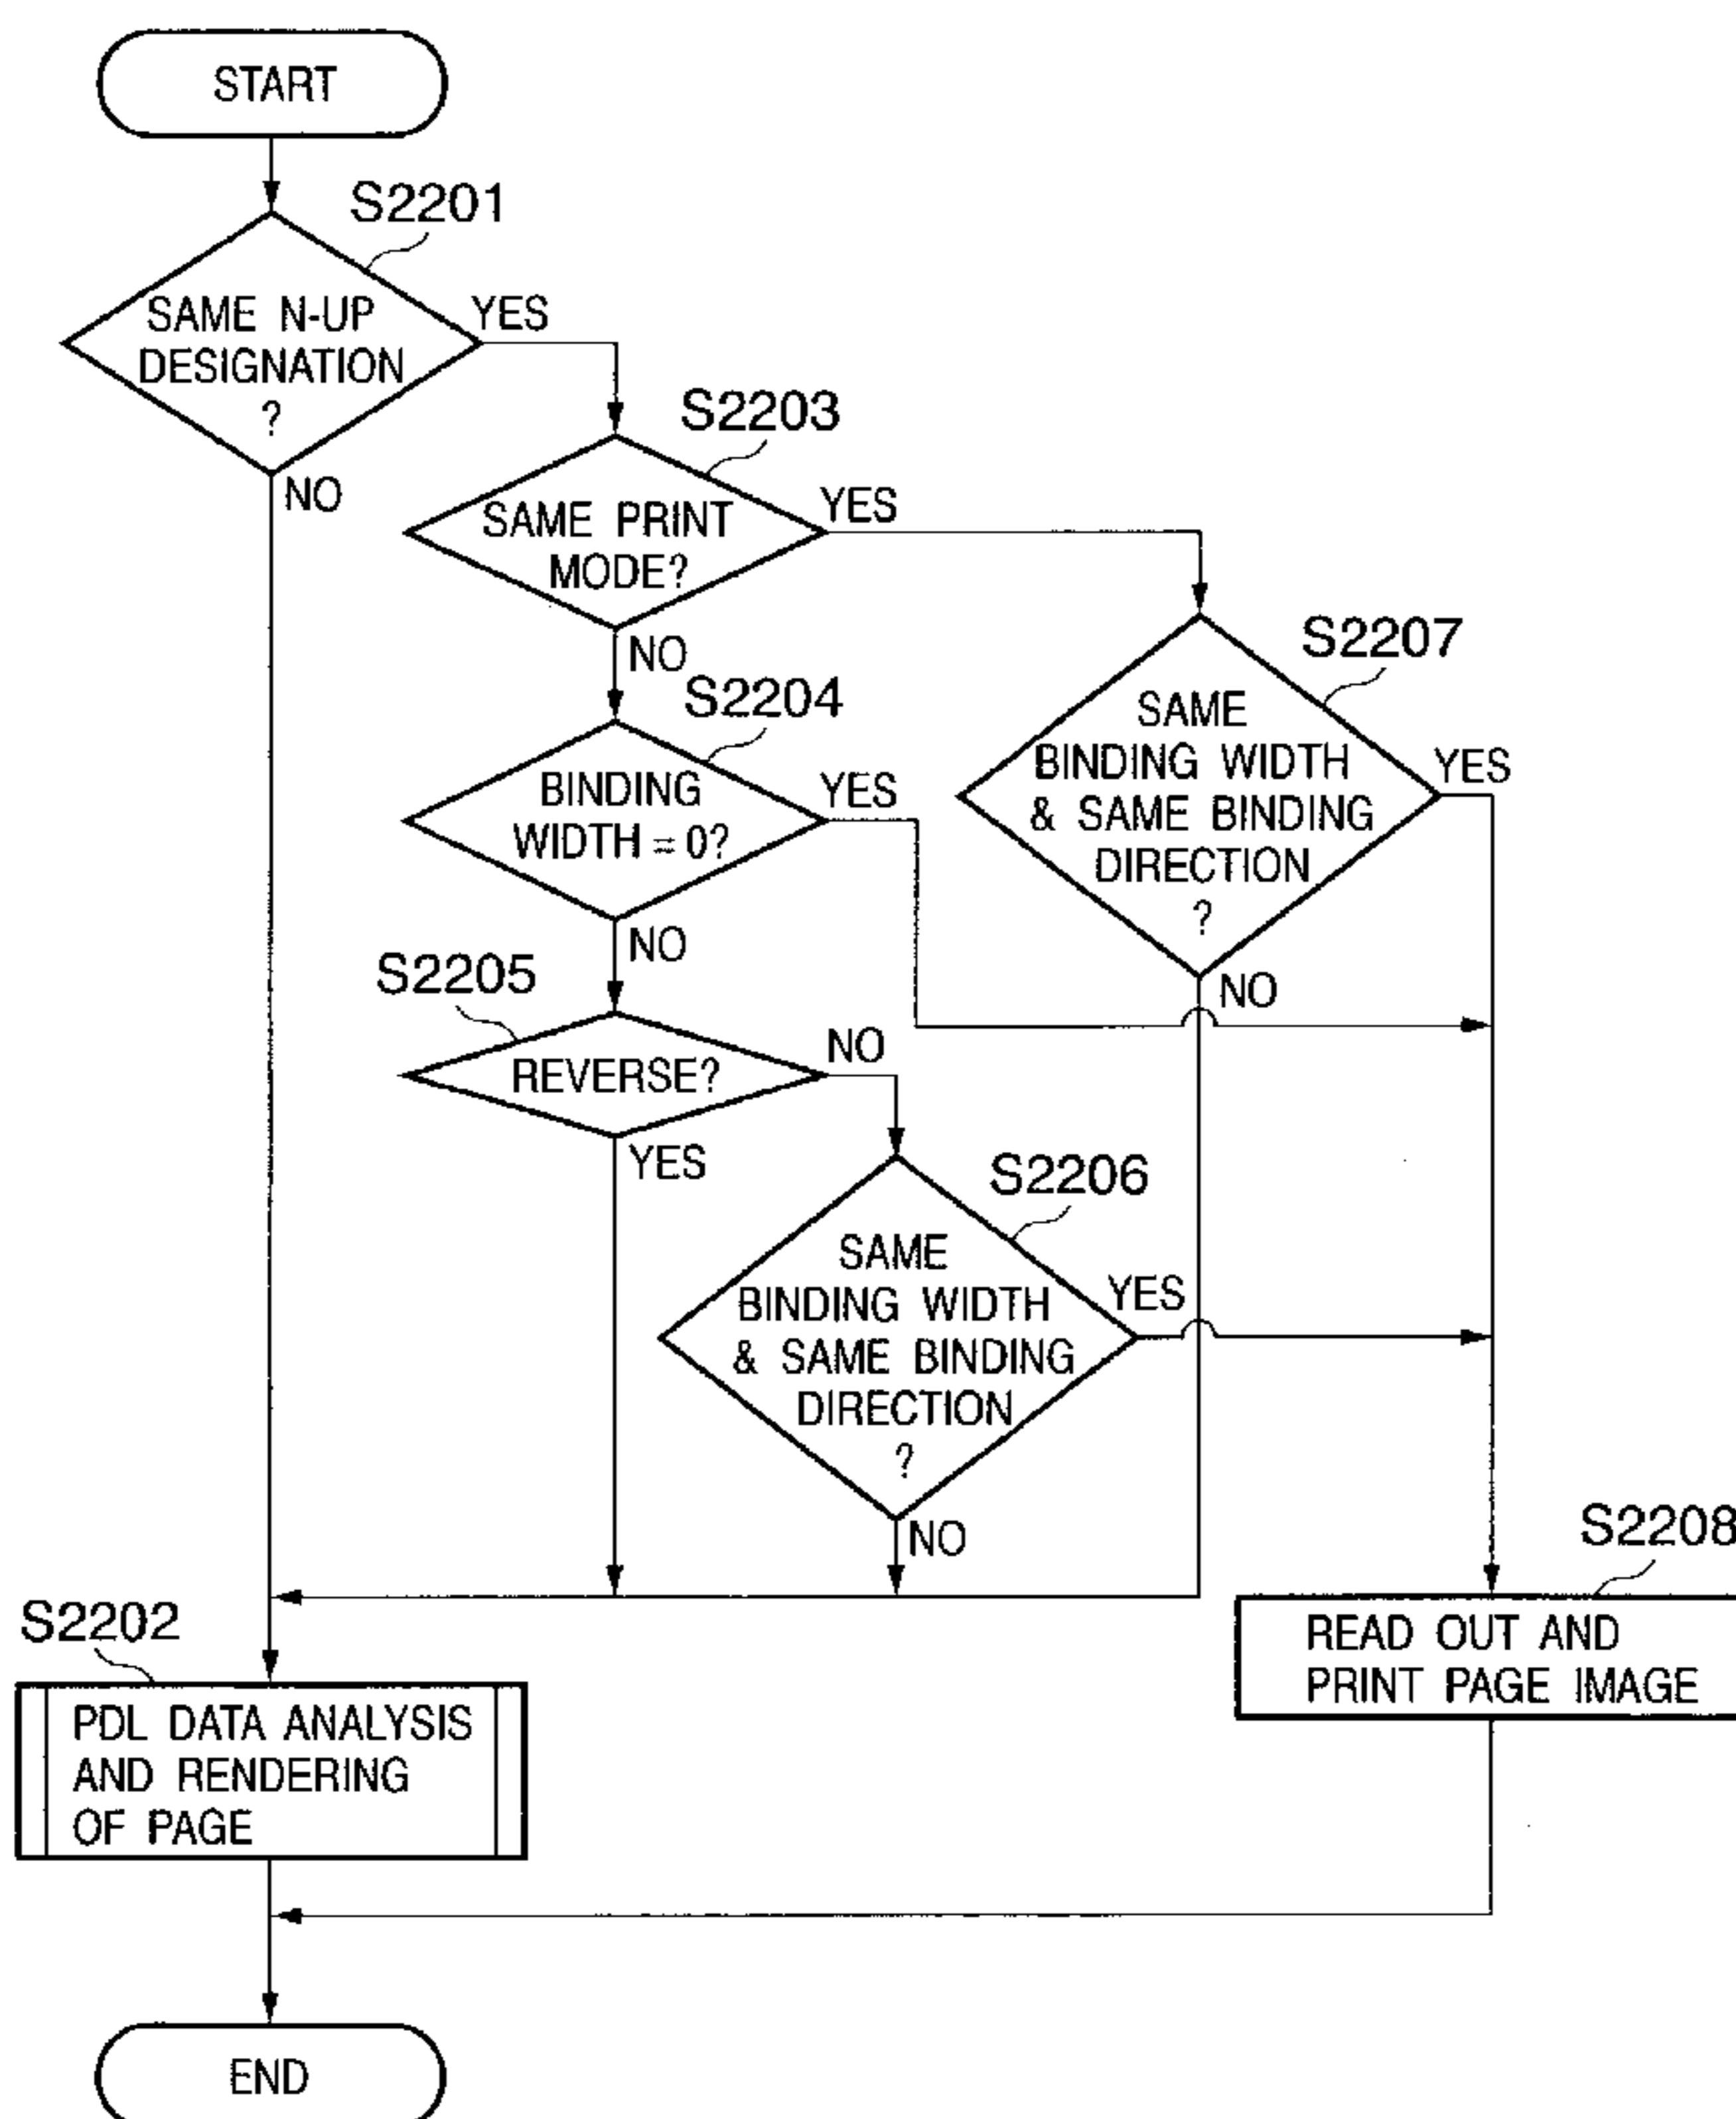 START
S2201
SAME N-UP
DESIGNATION
?
YES
NO
S2203
SAME PRINT
MODE?
YES
NO
S2204
BINDING
WIDTH = 0?
YES
NO
S2207
SAME
BINDING WIDTH
& SAME BINDING
DIRECTION
?
YES
NO
S2205
REVERSE?
NO
YES
S2206
SAME
BINDING WIDTH
& SAME BINDING
DIRECTION
?
YES
NO
S2202
PDL DATA ANALYSIS
AND RENDERING
OF PAGE
S2208
READ OUT AND
PRINT PAGE IMAGE
END